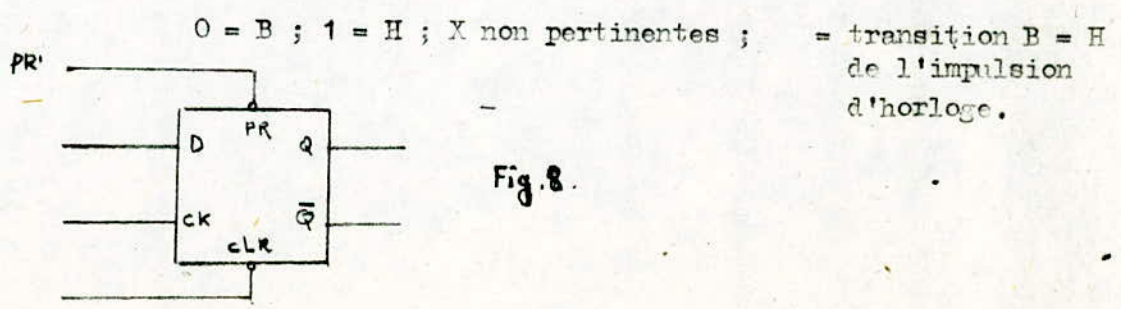 0 = B ; 1 = H ; X non pertinentes ; = transition B = H
de l'impulsion
d'horloge.
PR'
PR
D Q
Fig.8.
CK Q̅
CLR